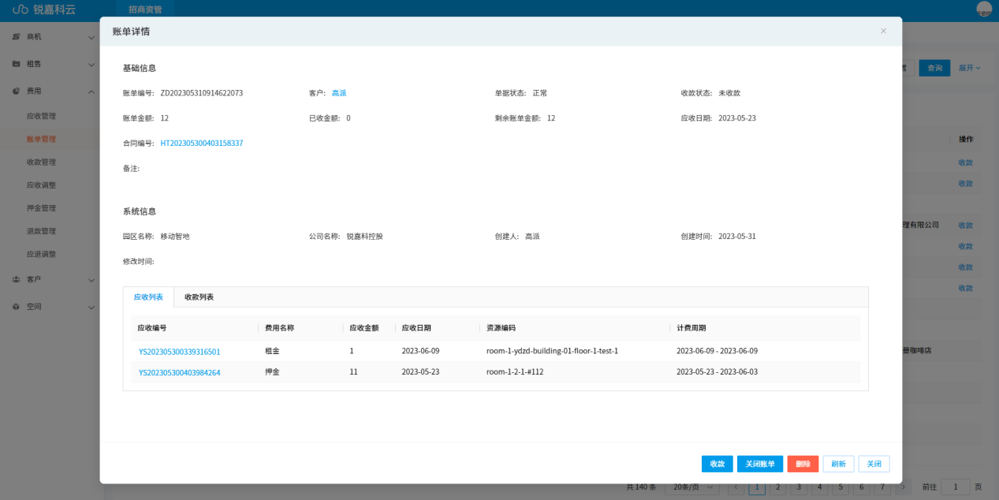 锐嘉科云 招商资管
账单详情
商机
租售
费用
应收管理
账单管理
收款管理
应收调整
押金管理
退款管理
应退调整
客户
空间
基础信息
账单编号: ZD202305310914622073 客户: 高派 单据状态: 正常 收款状态: 未收款
账单金额: 12 已收金额: 0 剩余账单金额: 12 应收日期: 2023-05-23
合同编号: HT202305300403158337
备注:
系统信息
园区名称: 移动智地 公司名称: 锐嘉科控股 创建人: 高派 创建时间: 2023-05-31
修改时间:
应收列表 收款列表
应收编号 费用名称 应收金额 应收日期 资源编码 计费周期
YS202305300339316501 租金 1 2023-06-09 room-1-ydzd-building-01-floor-1-test-1 2023-06-09 - 2023-06-09
YS202305300403984264 押金 11 2023-05-23 room-1-2-1-#112 2023-05-23 - 2023-06-03
收款 关闭账单 删除 刷新 关闭
查询 展开
操作
收款
收款
理有限公司 收款
收款
收款
收款
曼咖啡店
共 140 条 20条/页 1 2 3 4 5 6 7 前往 1 页